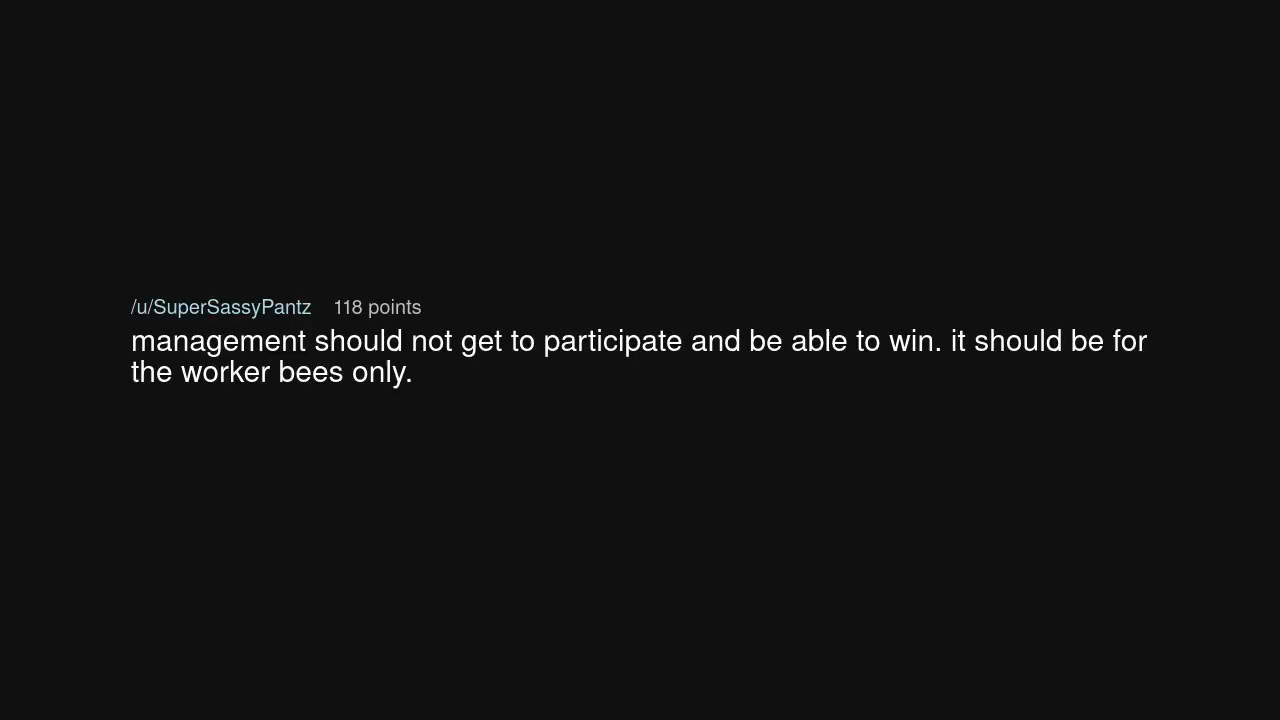 /u/SuperSassyPantz 118 points
management should not get to participate and be able to win. it should be for
the worker bees only.